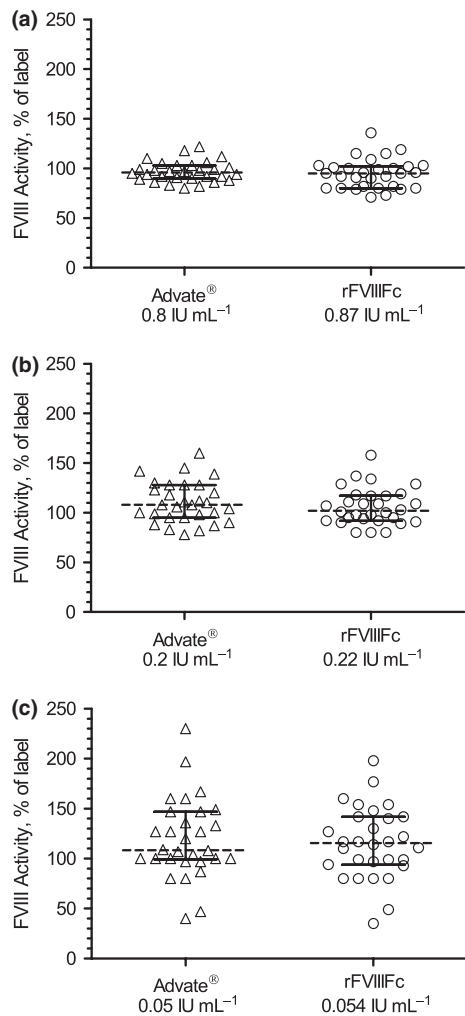 (a)
FVIII Activity, % of label
250
200
150
100
50
0
Advate® rFVIIIFc
0.8 IU mL⁻¹ 0.87 IU mL⁻¹
(b)
FVIII Activity, % of label
250
200
150
100
50
0
Advate® rFVIIIFc
0.2 IU mL⁻¹ 0.22 IU mL⁻¹
(c)
FVIII Activity, % of label
250
200
150
100
50
0
Advate® rFVIIIFc
0.05 IU mL⁻¹ 0.054 IU mL⁻¹